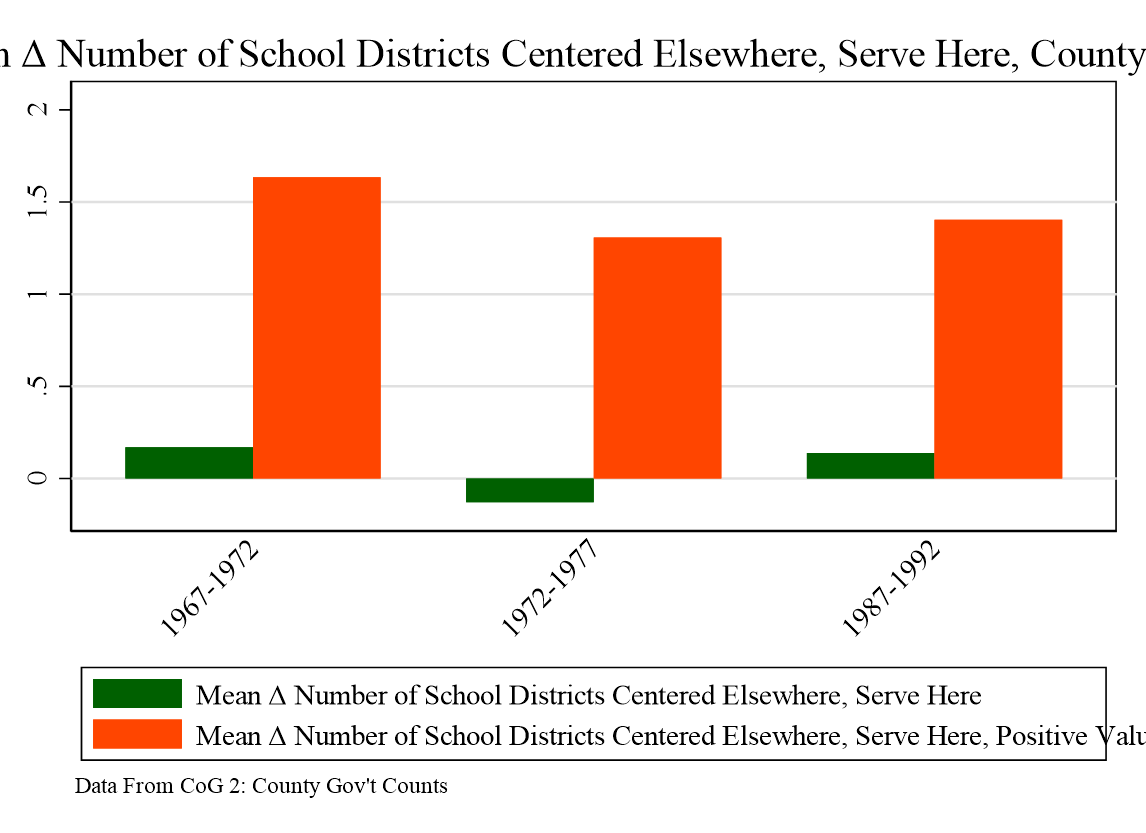 Δ Number of School Districts Centered Elsewhere, Serve Here, County
2
1.5
1
.5
0
1967-1972
1972-1977
1987-1992
Mean Δ Number of School Districts Centered Elsewhere, Serve Here
Mean Δ Number of School Districts Centered Elsewhere, Serve Here, Positive Valu
Data From CoG 2: County Gov't Counts